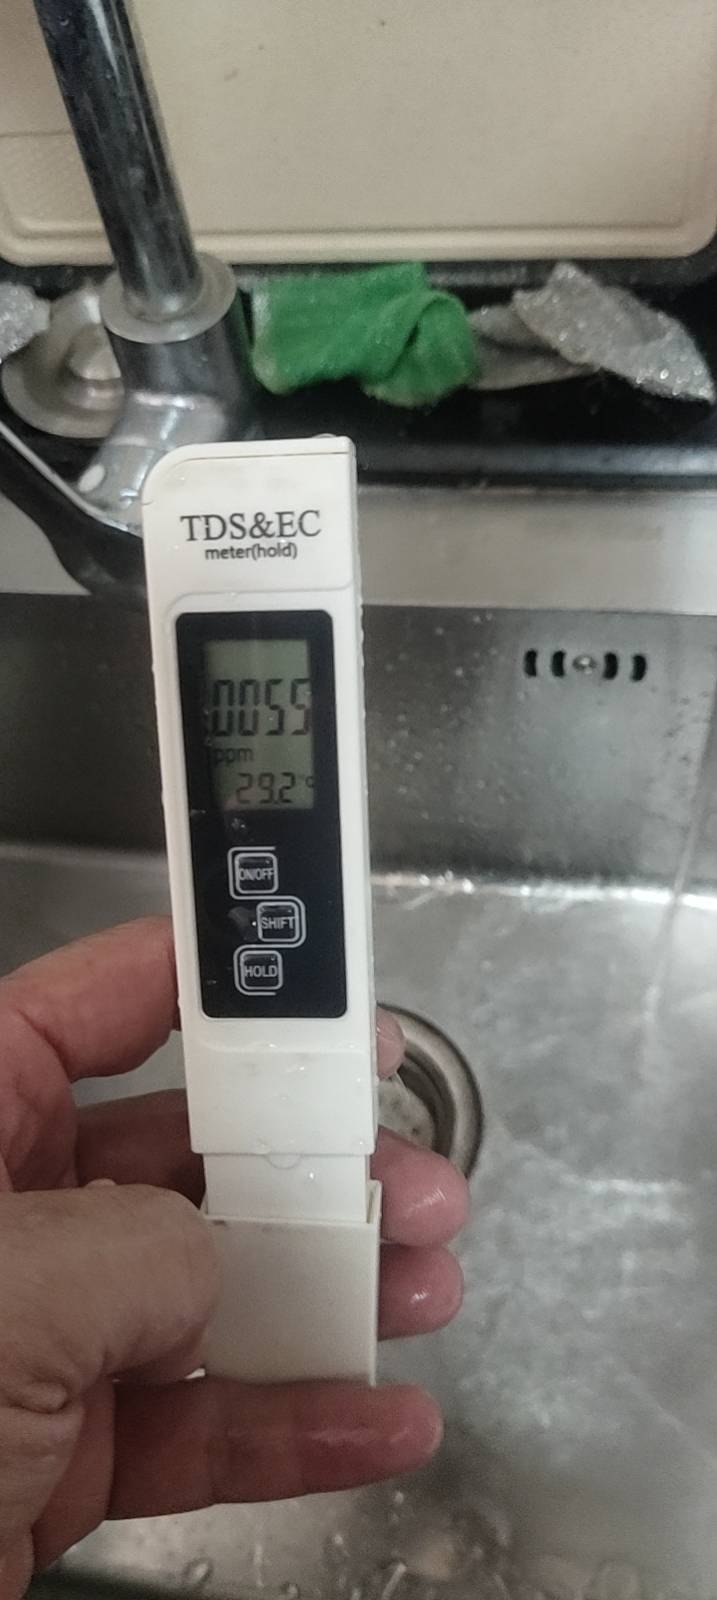 TDS&EC
meter(hold)
0055
ppm
29.2°C
ON/OFF
SHIFT
HOLD